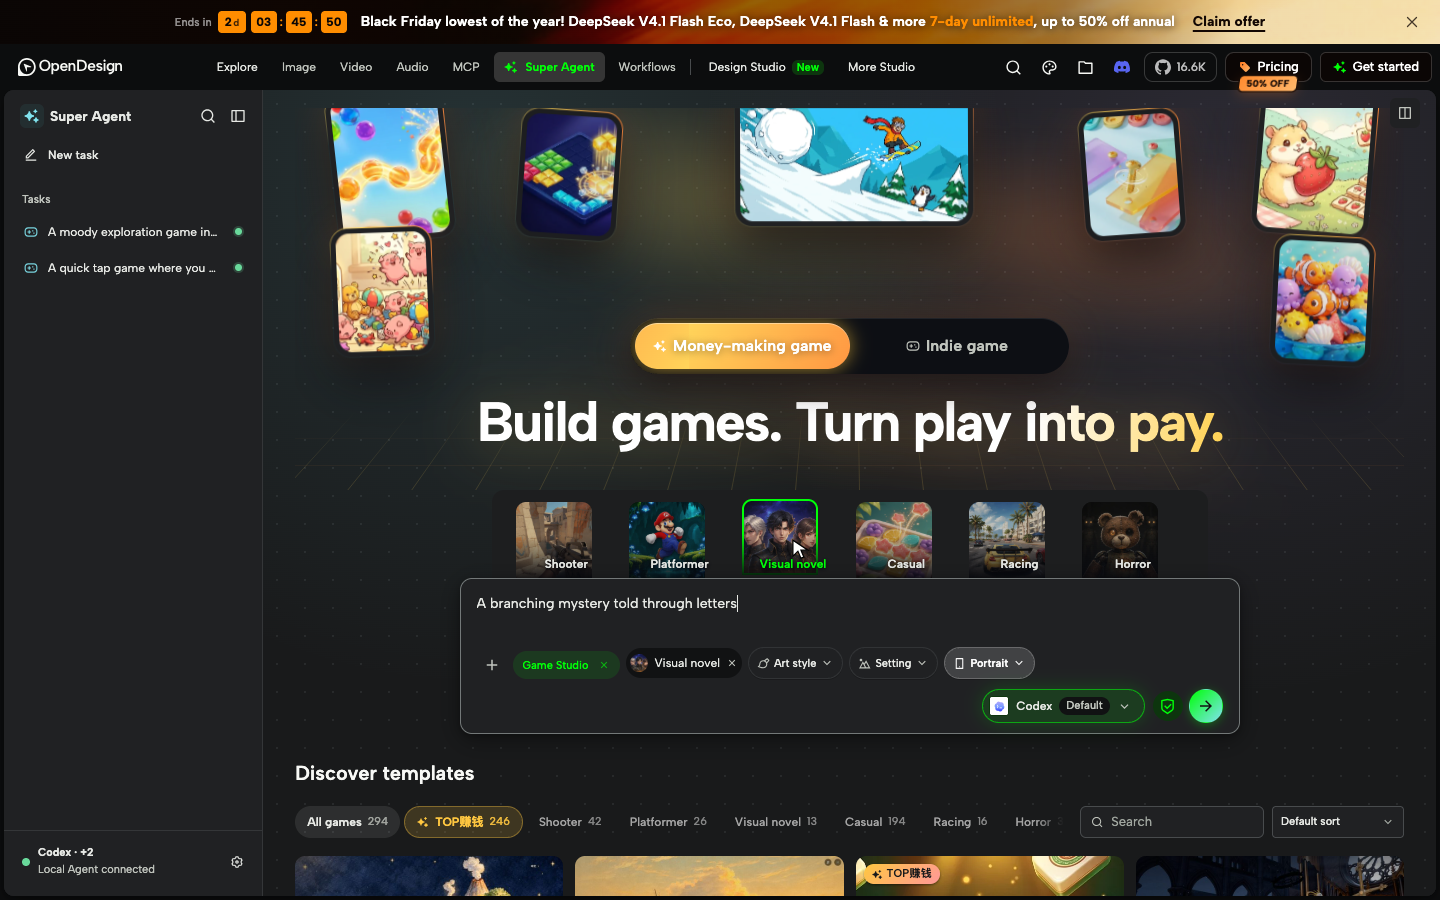 Ends in 2d 03 : 45 : 50 Black Friday lowest of the year! DeepSeek V4.1 Flash Eco, DeepSeek V4.1 Flash & more 7-day unlimited, up to 50% off annual Claim offer
OpenDesign Explore Image Video Audio MCP Super Agent Workflows Design Studio New More Studio 16.6K Pricing Get started
50% OFF
Super Agent
New task
Tasks
A moody exploration game in...
A quick tap game where you ...
Money-making game Indie game
Build games. Turn play into pay.
Shooter Platformer Visual novel Casual Racing Horror
A branching mystery told through letters
Game Studio × Visual novel × Art style Setting Portrait
Codex Default
Discover templates
All games 294 TOP赚钱 246 Shooter 42 Platformer 26 Visual novel 13 Casual 194 Racing 16 Horror Search Default sort
TOP赚钱
Codex · +2
Local Agent connected